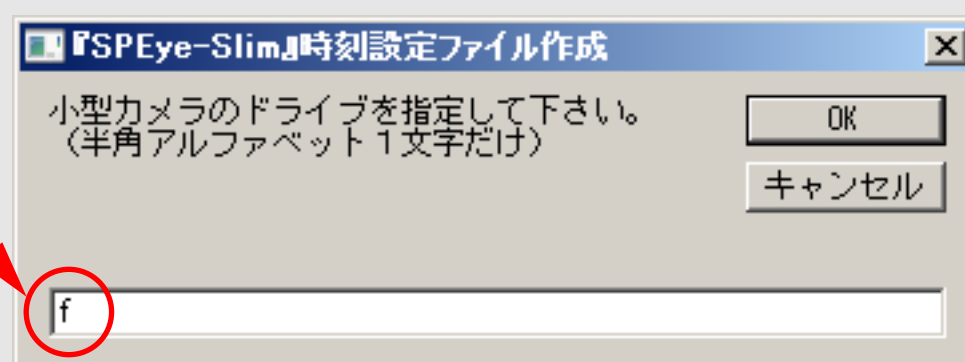 『SPEye-Slim』時刻設定ファイル作成
小型カメラのドライブを指定して下さい。
（半角アルファベット１文字だけ）
OK
キャンセル
f